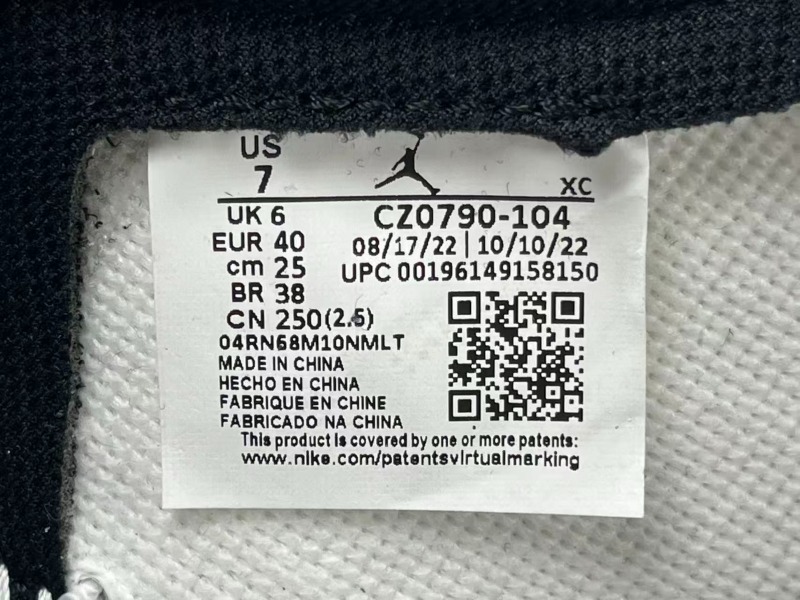 US
7
XC
UK 6
CZ0790-104
EUR 40
08/17/22 | 10/10/22
cm 25
UPC 00196149158150
BR 38
CN 250(2.5)
04RN68M10NMLT
MADE IN CHINA
HECHO EN CHINA
FABRIQUE EN CHINE
FABRICADO NA CHINA
This product is covered by one or more patents:
www.nike.com/patentsvirtualmarking